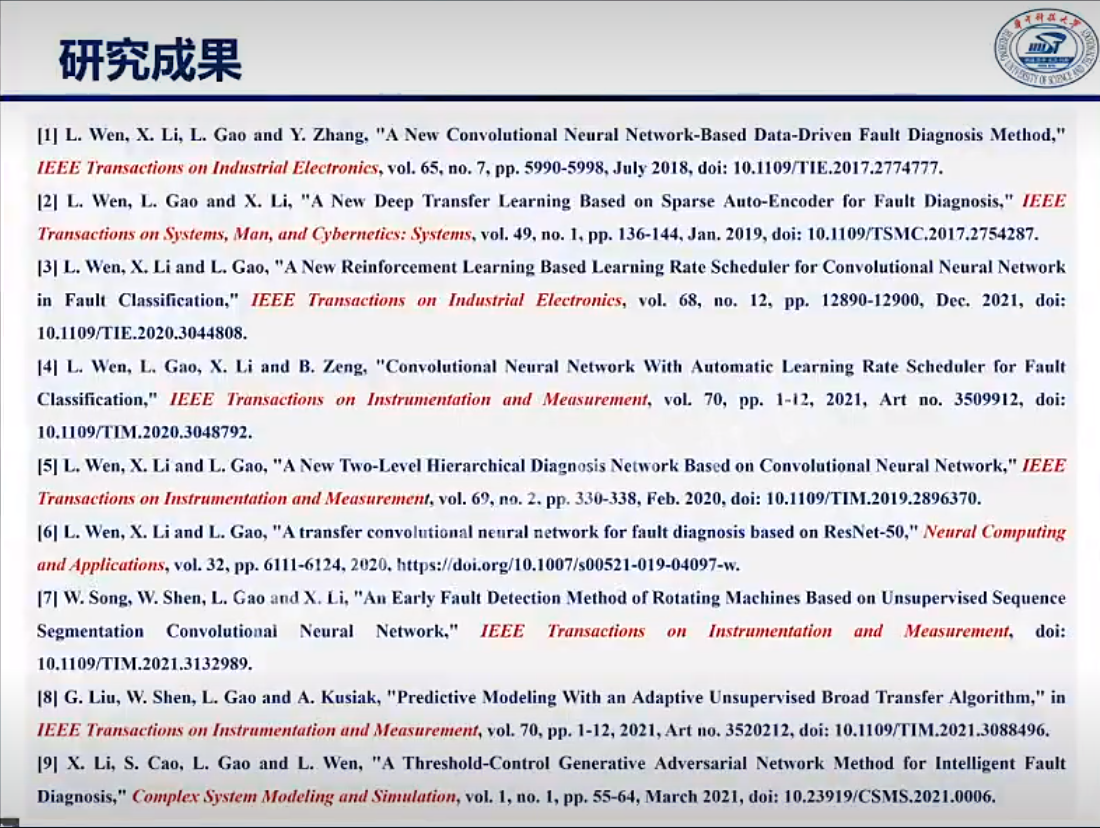 研究成果
华中科技大学
HUAZHONG UNIVERSITY OF SCIENCE AND TECHNOLOGY
[1] L. Wen, X. Li, L. Gao and Y. Zhang, "A New Convolutional Neural Network-Based Data-Driven Fault Diagnosis Method,"
IEEE Transactions on Industrial Electronics, vol. 65, no. 7, pp. 5990-5998, July 2018, doi: 10.1109/TIE.2017.2774777.
[2] L. Wen, L. Gao and X. Li, "A New Deep Transfer Learning Based on Sparse Auto-Encoder for Fault Diagnosis," IEEE
Transactions on Systems, Man, and Cybernetics: Systems, vol. 49, no. 1, pp. 136-144, Jan. 2019, doi: 10.1109/TSMC.2017.2754287.
[3] L. Wen, X. Li and L. Gao, "A New Reinforcement Learning Based Learning Rate Scheduler for Convolutional Neural Network
in Fault Classification," IEEE Transactions on Industrial Electronics, vol. 68, no. 12, pp. 12890-12900, Dec. 2021, doi:
10.1109/TIE.2020.3044808.
[4] L. Wen, L. Gao, X. Li and B. Zeng, "Convolutional Neural Network With Automatic Learning Rate Scheduler for Fault
Classification," IEEE Transactions on Instrumentation and Measurement, vol. 70, pp. 1-12, 2021, Art no. 3509912, doi:
10.1109/TIM.2020.3048792.
[5] L. Wen, X. Li and L. Gao, "A New Two-Level Hierarchical Diagnosis Network Based on Convolutional Neural Network," IEEE
Transactions on Instrumentation and Measurement, vol. 69, no. 2, pp. 330-338, Feb. 2020, doi: 10.1109/TIM.2019.2896370.
[6] L. Wen, X. Li and L. Gao, "A transfer convolutional neural network for fault diagnosis based on ResNet-50," Neural Computing
and Applications, vol. 32, pp. 6111-6124, 2020, https://doi.org/10.1007/s00521-019-04097-w.
[7] W. Song, W. Shen, L. Gao and X. Li, "An Early Fault Detection Method of Rotating Machines Based on Unsupervised Sequence
Segmentation Convolutional Neural Network," IEEE Transactions on Instrumentation and Measurement, doi:
10.1109/TIM.2021.3132989.
[8] G. Liu, W. Shen, L. Gao and A. Kusiak, "Predictive Modeling With an Adaptive Unsupervised Broad Transfer Algorithm," in
IEEE Transactions on Instrumentation and Measurement, vol. 70, pp. 1-12, 2021, Art no. 3520212, doi: 10.1109/TIM.2021.3088496.
[9] X. Li, S. Cao, L. Gao and L. Wen, "A Threshold-Control Generative Adversarial Network Method for Intelligent Fault
Diagnosis," Complex System Modeling and Simulation, vol. 1, no. 1, pp. 55-64, March 2021, doi: 10.23919/CSMS.2021.0006.